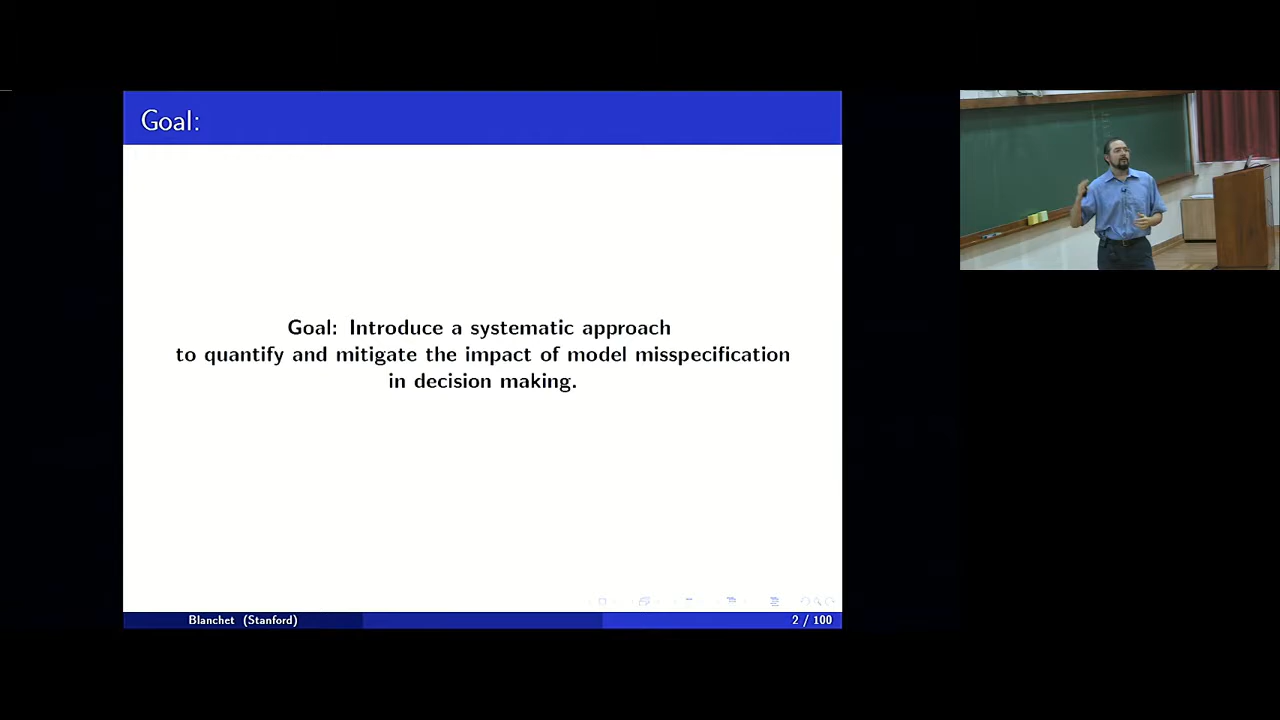 Goal:
Goal: Introduce a systematic approach
to quantify and mitigate the impact of model misspecification
in decision making.
Blanchet (Stanford)
2 / 100